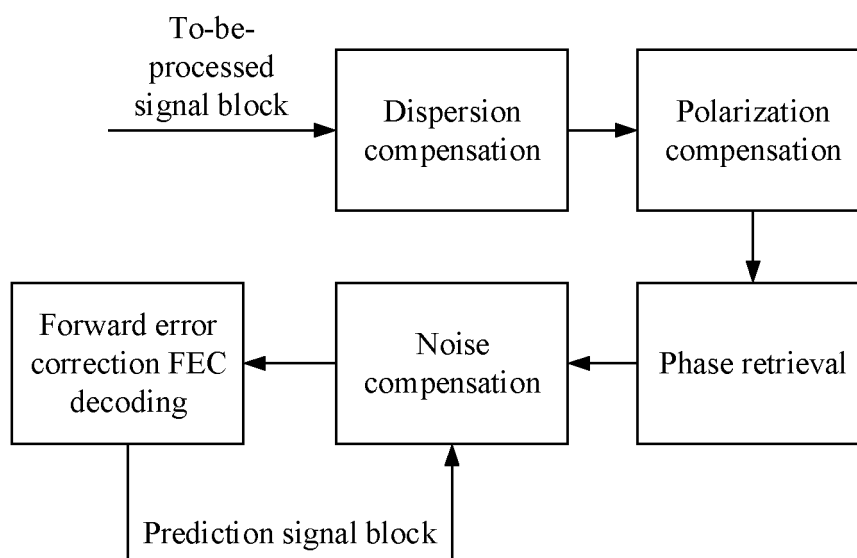 To-be-
processed
signal block
Dispersion
compensation
Polarization
compensation
Forward error
correction FEC
decoding
Noise
compensation
Phase retrieval
Prediction signal block